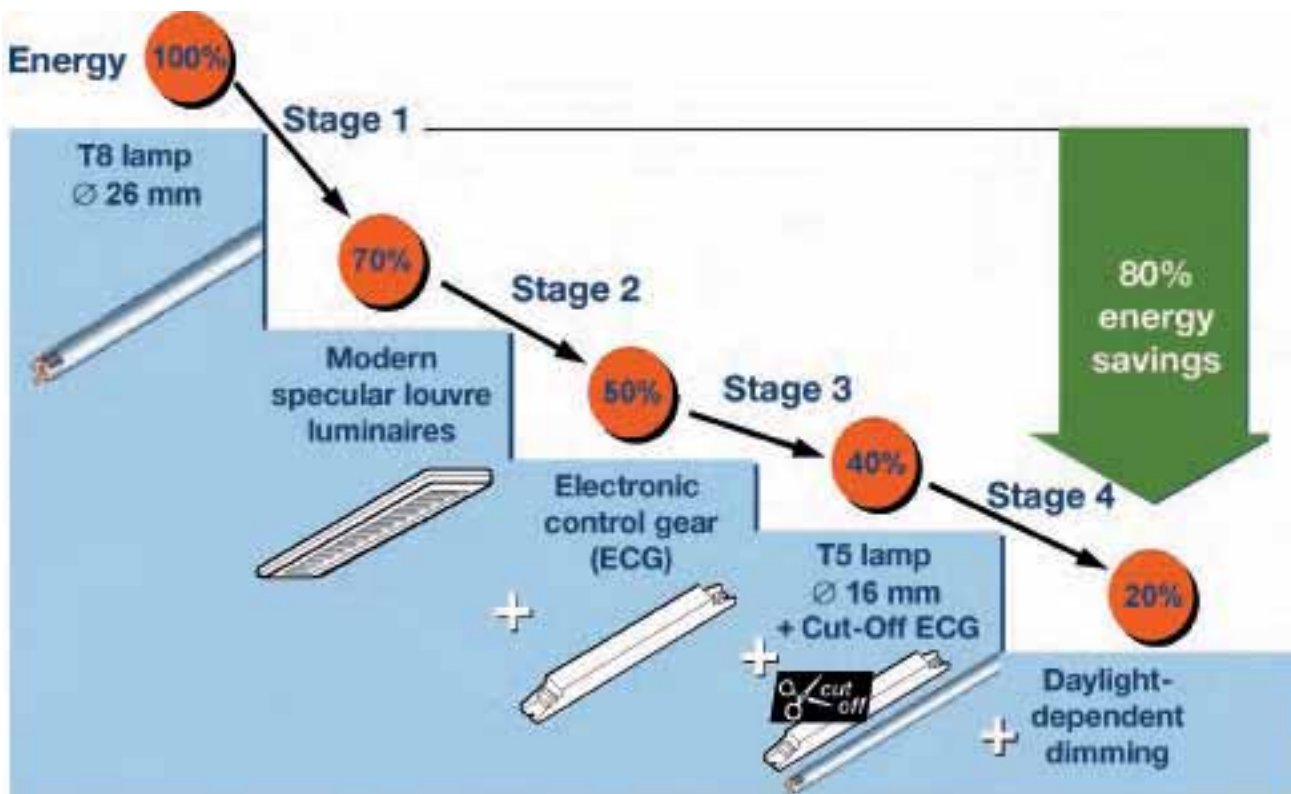 Energy
100%
Stage 1
T8 lamp
∅ 26 mm
70%
Stage 2
Modern
specular louvre
luminaires
50%
Stage 3
Electronic
control gear
(ECG)
40%
Stage 4
T5 lamp
∅ 16 mm
+ Cut-Off ECG
cut
off
20%
Daylight-
dependent
dimming
80%
energy
savings
+
+
+